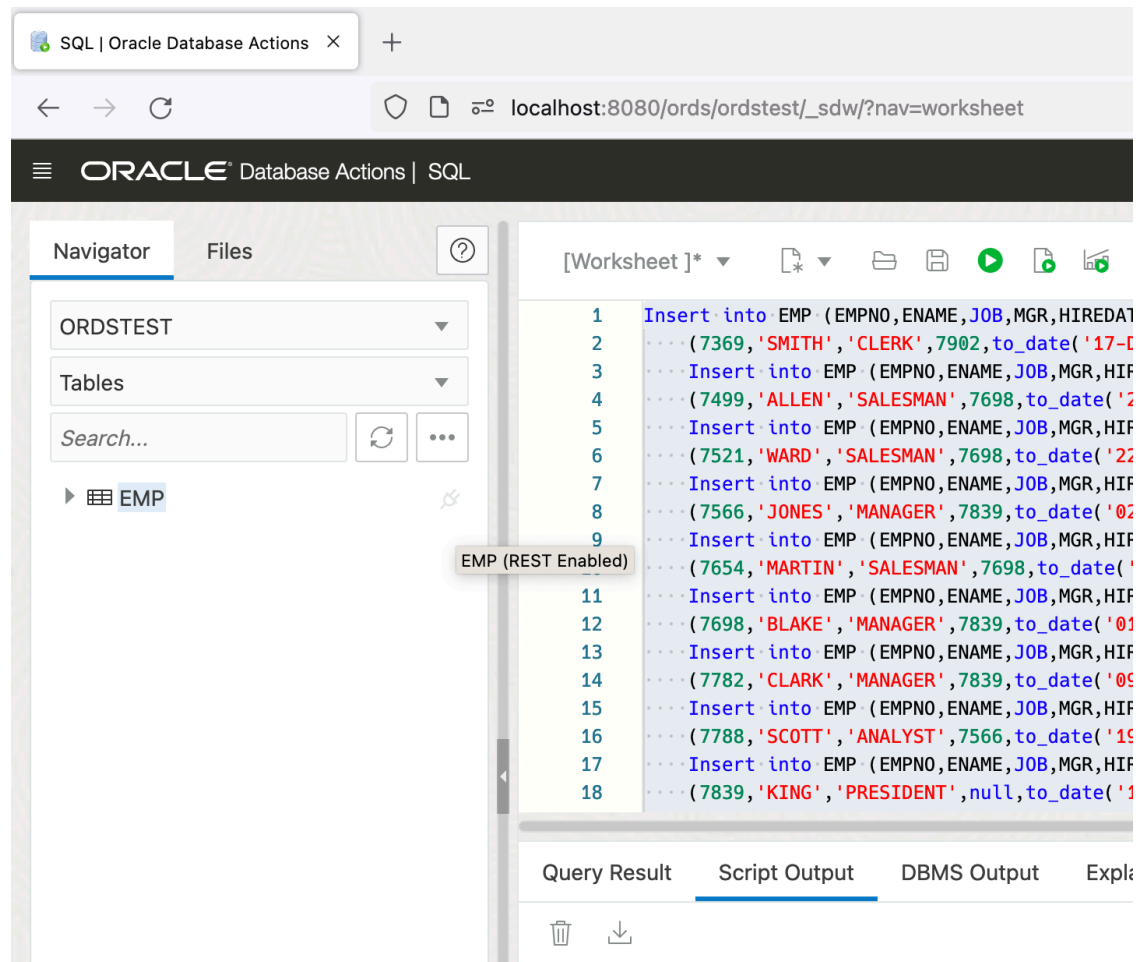 SQL | Oracle Database Actions
localhost:8080/ords/ordstest/_sdw/?nav=worksheet
ORACLE Database Actions | SQL
Navigator
Files
ORDSTEST
Tables
Search...
EMP
EMP (REST Enabled)
[Worksheet ]*
1 Insert into EMP (EMPNO,ENAME,JOB,MGR,HIREDAT
2 (7369,'SMITH','CLERK',7902,to_date('17-D
3 Insert into EMP (EMPNO,ENAME,JOB,MGR,HIR
4 (7499,'ALLEN','SALESMAN',7698,to_date('2
5 Insert into EMP (EMPNO,ENAME,JOB,MGR,HIR
6 (7521,'WARD','SALESMAN',7698,to_date('22
7 Insert into EMP (EMPNO,ENAME,JOB,MGR,HIR
8 (7566,'JONES','MANAGER',7839,to_date('02
9 Insert into EMP (EMPNO,ENAME,JOB,MGR,HIR
(7654,'MARTIN','SALESMAN',7698,to_date('
11 Insert into EMP (EMPNO,ENAME,JOB,MGR,HIR
12 (7698,'BLAKE','MANAGER',7839,to_date('01
13 Insert into EMP (EMPNO,ENAME,JOB,MGR,HIR
14 (7782,'CLARK','MANAGER',7839,to_date('09
15 Insert into EMP (EMPNO,ENAME,JOB,MGR,HIR
16 (7788,'SCOTT','ANALYST',7566,to_date('19
17 Insert into EMP (EMPNO,ENAME,JOB,MGR,HIR
18 (7839,'KING','PRESIDENT',null,to_date('1
Query Result
Script Output
DBMS Output
Expla